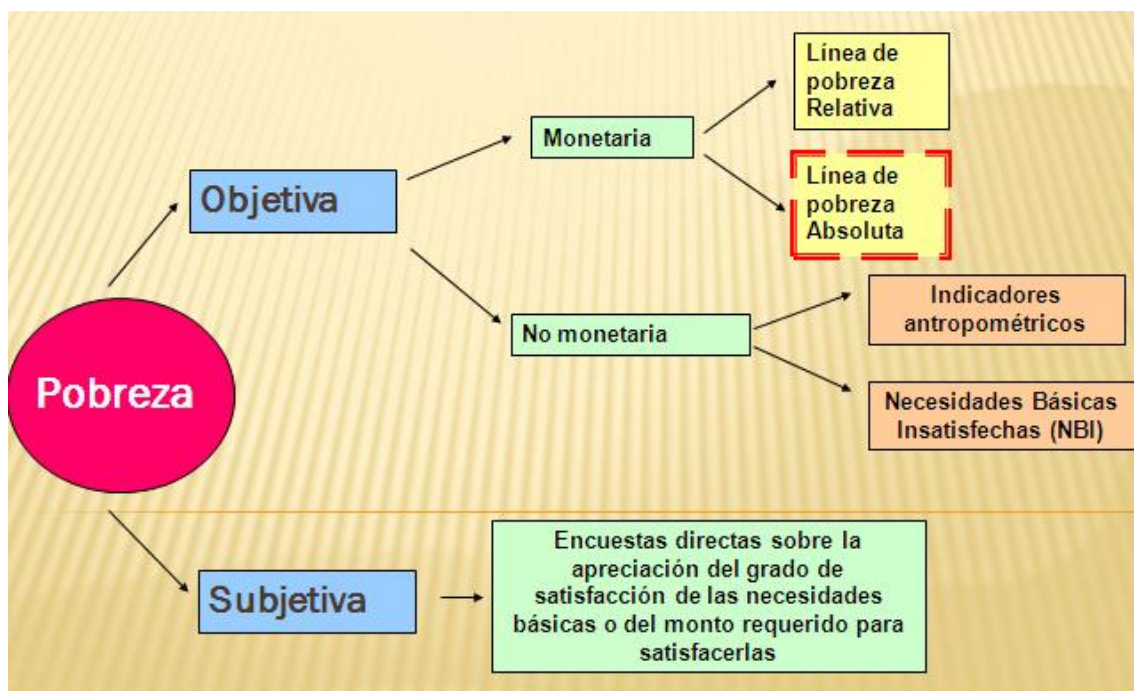 Pobreza
Objetiva
Monetaria
Línea de
pobreza
Relativa
Línea de
pobreza
Absoluta
No monetaria
Indicadores
antropométricos
Necesidades Básicas
Insatisfechas (NBI)
Subjetiva
Encuestas directas sobre la
apreciación del grado de
satisfacción de las necesidades
básicas o del monto requerido para
satisfacerlas